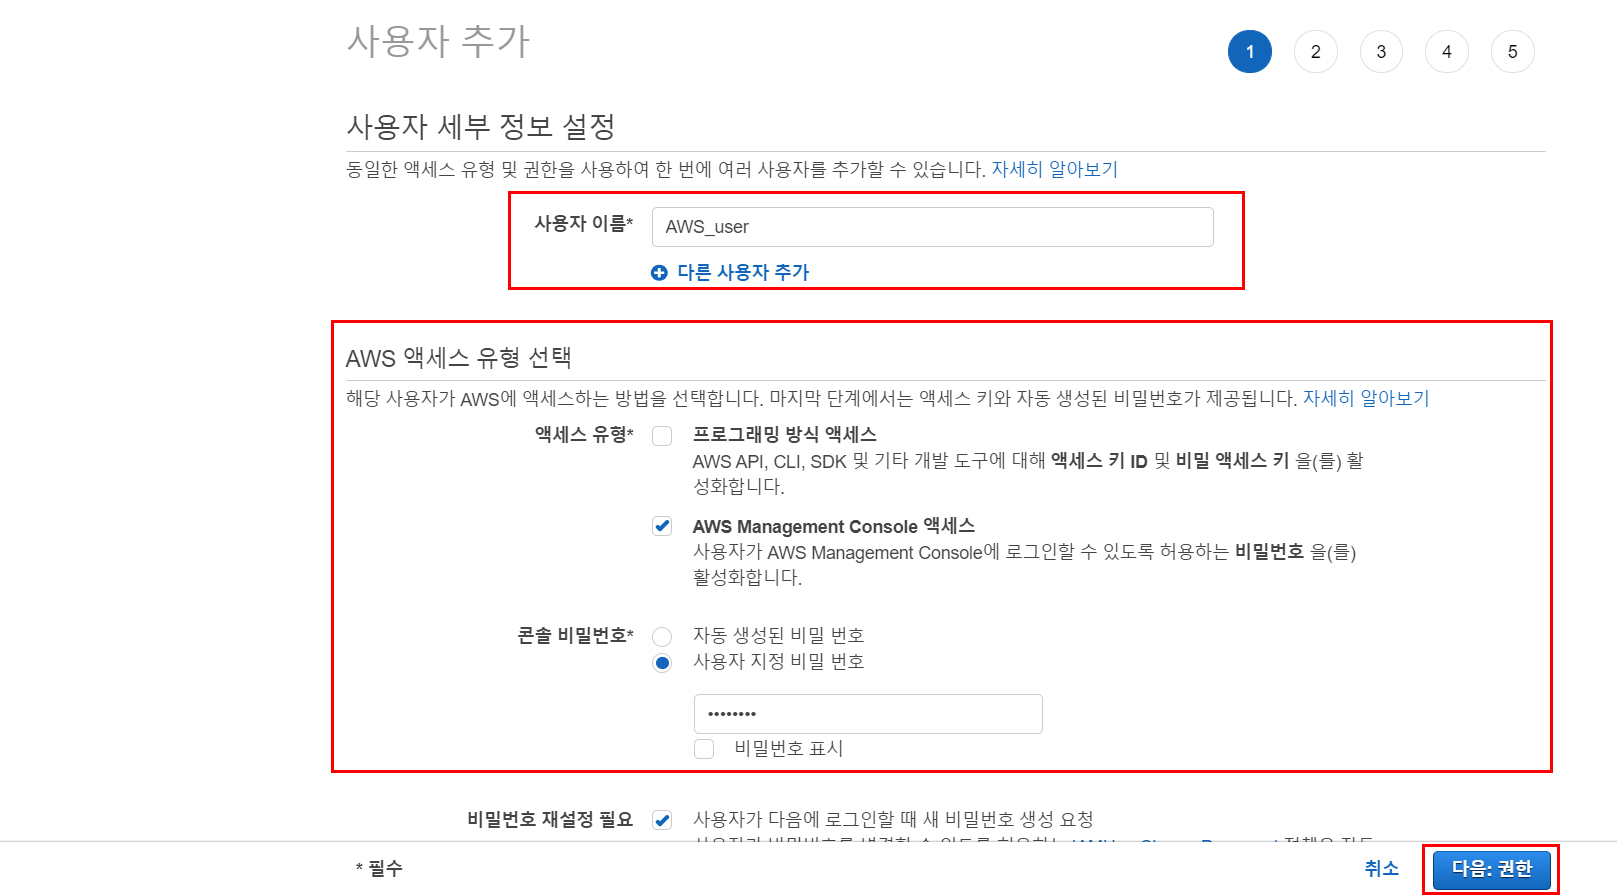 사용자 추가
1 2 3 4 5
사용자 세부 정보 설정
동일한 액세스 유형 및 권한을 사용하여 한 번에 여러 사용자를 추가할 수 있습니다. 자세히 알아보기
사용자 이름* AWS_user
다른 사용자 추가
AWS 액세스 유형 선택
해당 사용자가 AWS에 액세스하는 방법을 선택합니다. 마지막 단계에서는 액세스 키와 자동 생성된 비밀번호가 제공됩니다. 자세히 알아보기
액세스 유형* 프로그래밍 방식 액세스
AWS API, CLI, SDK 및 기타 개발 도구에 대해 액세스 키 ID 및 비밀 액세스 키 을(를) 활
성화합니다.
AWS Management Console 액세스
사용자가 AWS Management Console에 로그인할 수 있도록 허용하는 비밀번호 을(를)
활성화합니다.
콘솔 비밀번호* 자동 생성된 비밀 번호
사용자 지정 비밀 번호
••••••••
비밀번호 표시
비밀번호 재설정 필요 사용자가 다음에 로그인할 때 새 비밀번호 생성 요청
* 필수 취소 다음: 권한